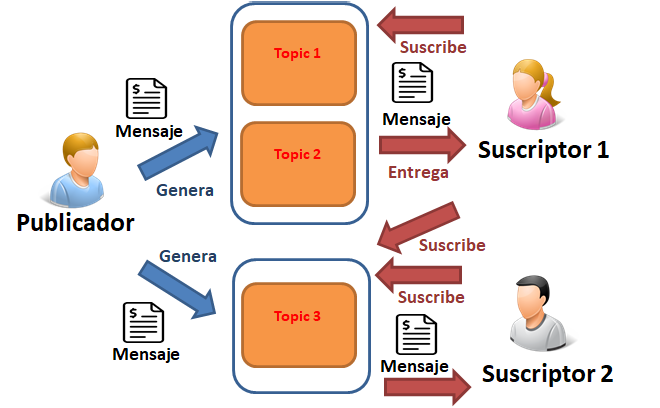 Topic 1
Suscribe
Mensaje
Mensaje
Topic 2
Suscriptor 1
Entrega
Genera
Publicador
Suscribe
Genera
Suscribe
Topic 3
Mensaje
Mensaje
Suscriptor 2